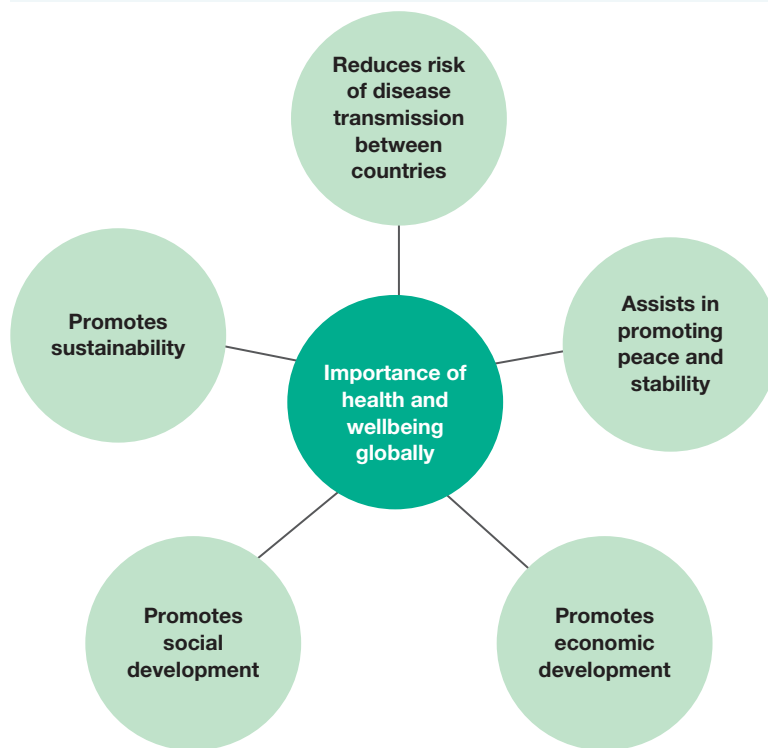 Reduces risk
of disease
transmission
between
countries
Promotes
sustainability
Assists in
promoting
peace and
stability
Importance of
health and
wellbeing
globally
Promotes
social
development
Promotes
economic
development